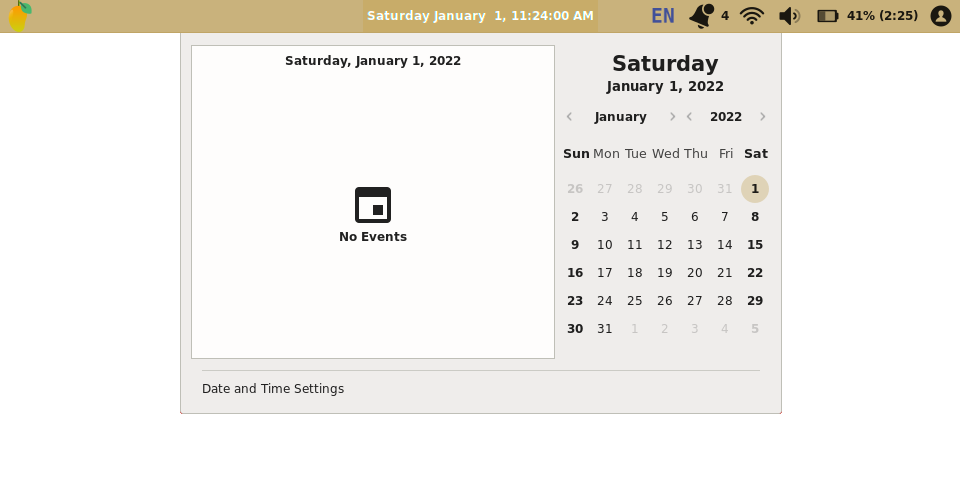 Saturday January  1, 11:24:00 AM
EN
4
41% (2:25)
Saturday, January 1, 2022
No Events
Saturday
January 1, 2022
January
2022
Sun Mon Tue Wed Thu Fri Sat
26 27 28 29 30 31 1
2 3 4 5 6 7 8
9 10 11 12 13 14 15
16 17 18 19 20 21 22
23 24 25 26 27 28 29
30 31 1 2 3 4 5
Date and Time Settings